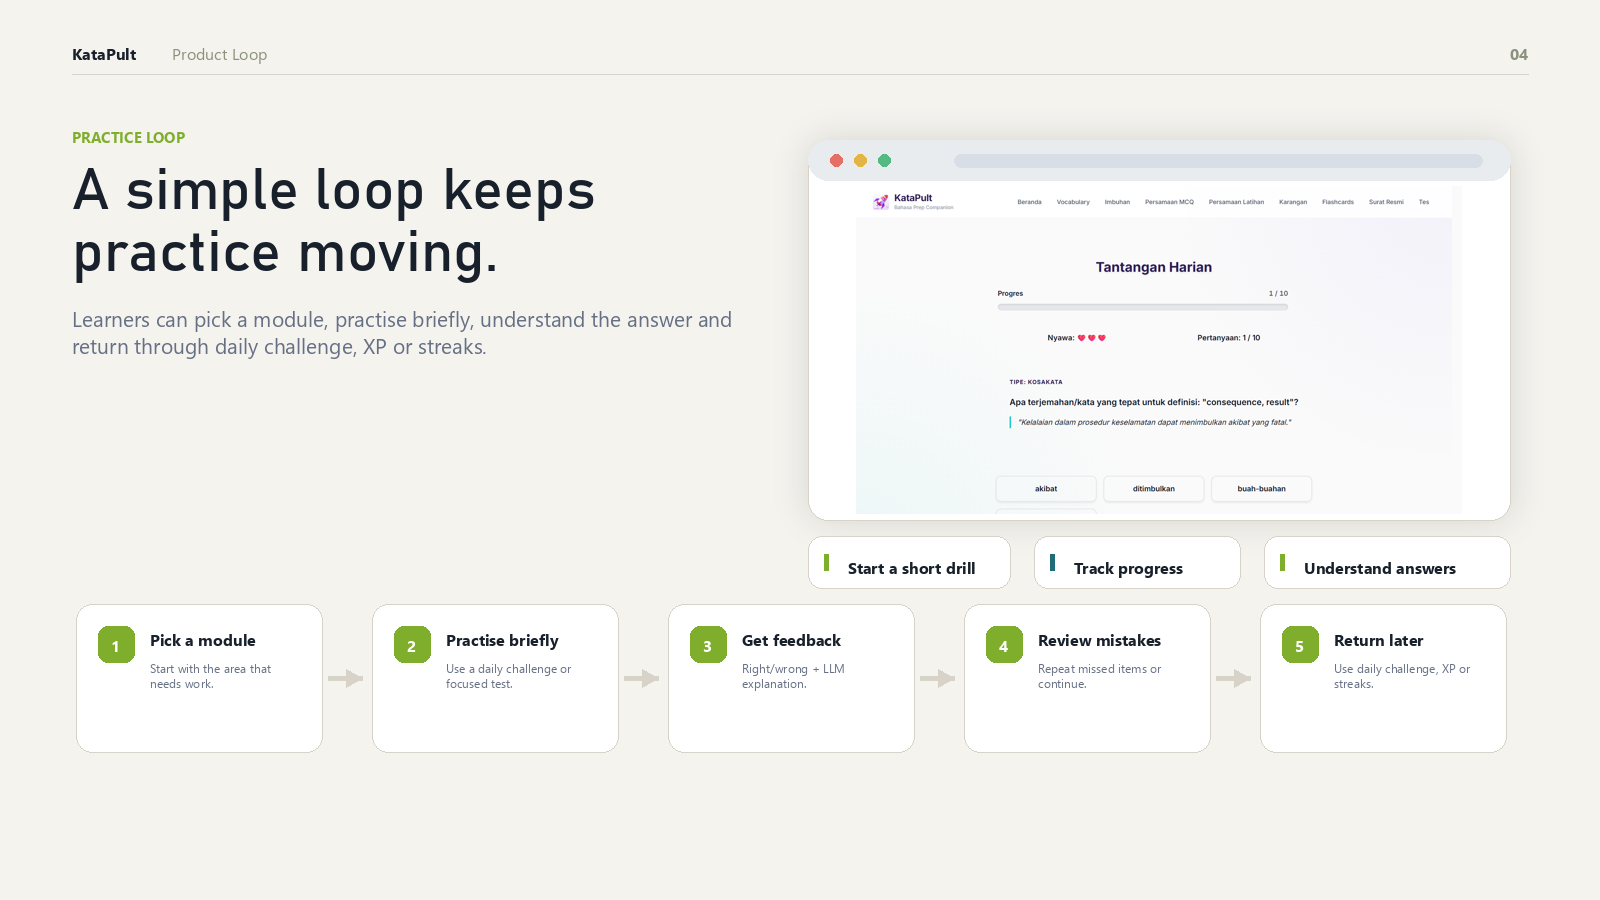 KataPult
Product Loop
04
PRACTICE LOOP
A simple loop keeps
practice moving.
Learners can pick a module, practise briefly, understand the answer and
return through daily challenge, XP or streaks.
KataPult
Bahasa Prep Companion
Beranda
Vocabulary
Imbuhan
Persamaan MCQ
Persamaan Latihan
Karangan
Flashcards
Surat Resmi
Tes
Tantangan Harian
Progres
1 / 10
Nyawa:
Pertanyaan: 1 / 10
TIPE: KOSAKATA
Apa terjemahan/kata yang tepat untuk definisi: "consequence, result"?
"Kelalaian dalam prosedur keselamatan dapat menimbulkan akibat yang fatal."
akibat
ditimbulkan
buah-buahan
Start a short drill
Track progress
Understand answers
1
Pick a module
Start with the area that
needs work.
2
Practise briefly
Use a daily challenge or
focused test.
3
Get feedback
Right/wrong + LLM
explanation.
4
Review mistakes
Repeat missed items or
continue.
5
Return later
Use daily challenge, XP or
streaks.